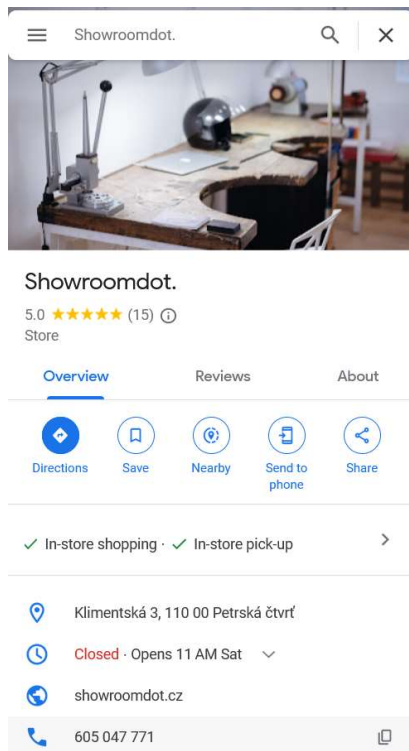 Showroomdot.
Showroomdot.
5.0 ★★★★★ (15)
Store
Overview Reviews About
Directions Save Nearby Send to phone Share
In-store shopping · In-store pick-up
Klimentská 3, 110 00 Petrská čtvrť
Closed · Opens 11 AM Sat
showroomdot.cz
605 047 771